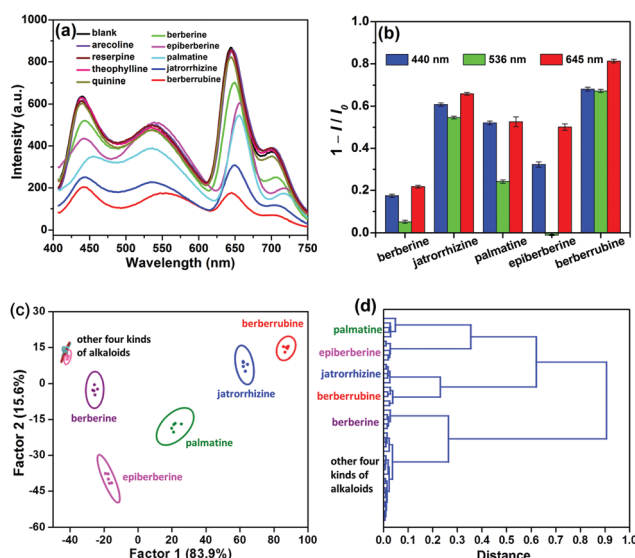 (a)
blank
arecoline
reserpine
theophylline
quinine
berberine
epiberberine
palmatine
jatrorrhizine
berberrubine
Intensity (a.u.)
1000
800
600
400
200
0
400 450 500 550 600 650 700 750
Wavelength (nm)
(b)
440 nm 536 nm 645 nm
1 – I / I0
1.0
0.8
0.6
0.4
0.2
0.0
berberine
jatrorrhizine
palmatine
epiberberine
berberrubine
(c)
Factor 2 (15.6%)
30
15
0
-15
-30
-45
-60
other four kinds
of alkaloids
berberrubine
jatrorrhizine
berberine
palmatine
epiberberine
-40 -20 0 20 40 60 80 100
Factor 1 (83.9%)
(d)
palmatine
epiberberine
jatrorrhizine
berberrubine
berberine
other four
kinds of
alkaloids
0.0 0.1 0.2 0.3 0.4 0.5 0.6 0.7 0.8 0.9 1.0
Distance